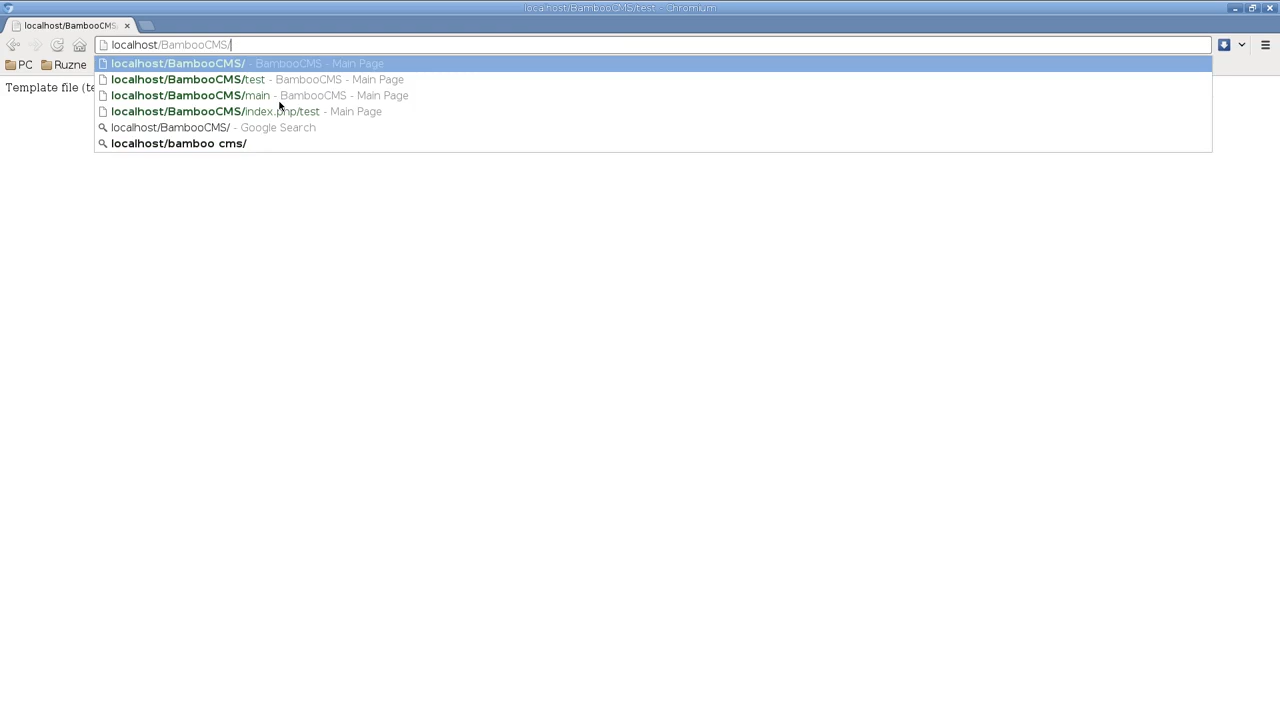 localhost/BambooCMS/test - Chromium
localhost/BambooCMS.
localhost/BambooCMS/
PC Ruzne
localhost/BambooCMS/ - BambooCMS - Main Page
Template file (te
localhost/BambooCMS/test - BambooCMS - Main Page
localhost/BambooCMS/main - BambooCMS - Main Page
localhost/BambooCMS/index.php/test - Main Page
localhost/BambooCMS/ - Google Search
localhost/bamboo cms/